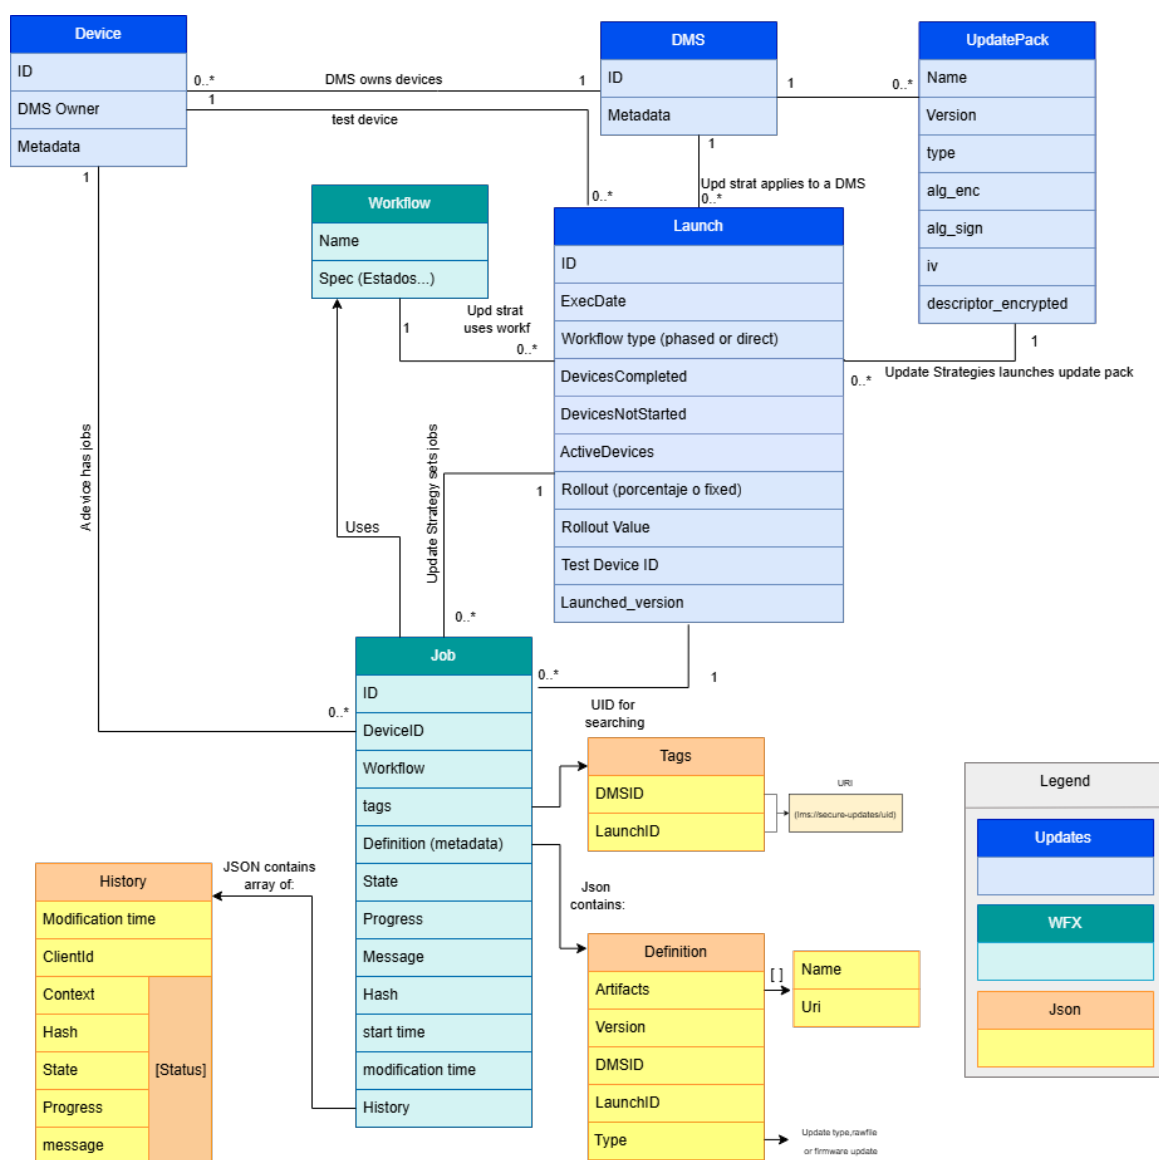 Device
ID
DMS Owner
Metadata
0..*
DMS owns devices
1
1
test device
DMS
ID
Metadata
1
0..*
UpdatePack
Name
Version
type
alg_enc
alg_sign
iv
descriptor_encrypted
1
1
Upd strat applies to a DMS
0..*
0..*
Workflow
Name
Spec (Estados...)
Upd strat
uses workf
1
0..*
Launch
ID
ExecDate
Workflow type (phased or direct)
DevicesCompleted
DevicesNotStarted
ActiveDevices
Rollout (porcentaje o fixed)
Rollout Value
Test Device ID
Launched_version
1
0..*
Update Strategies launches update pack
A device has jobs
Uses
Update Strategy sets jobs
1
0..*
0..*
1
0..*
Job
ID
DeviceID
Workflow
tags
Definition (metadata)
State
Progress
Message
Hash
start time
modification time
History
UID for
searching
Tags
DMSID
LaunchID
URI
(lms://secure-updates/uid)
Json
contains:
Definition
Artifacts
Version
DMSID
LaunchID
Type
[ ]
Name
Uri
Update type,rawfile
or firmware update
JSON contains
array of:
History
Modification time
ClientId
Context
Hash
State
Progress
message
[Status]
Legend
Updates
WFX
Json